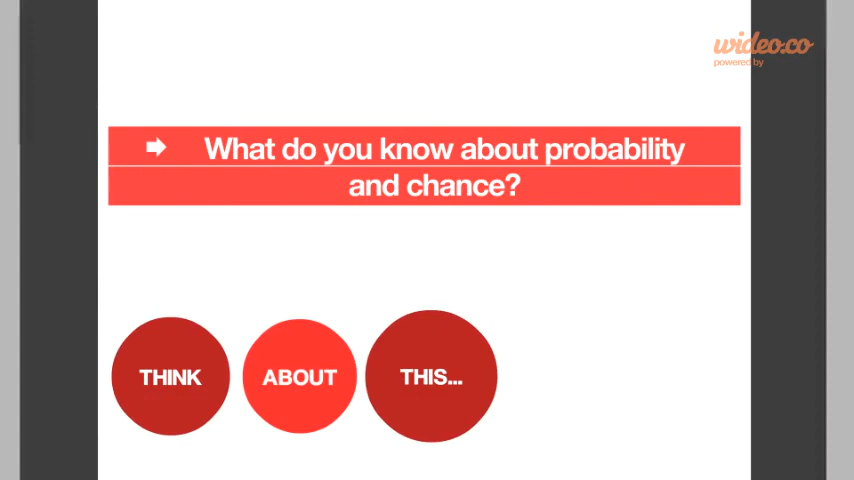 wideo.co
powered by
➡ What do you know about probability
and chance?
THINK ABOUT THIS...